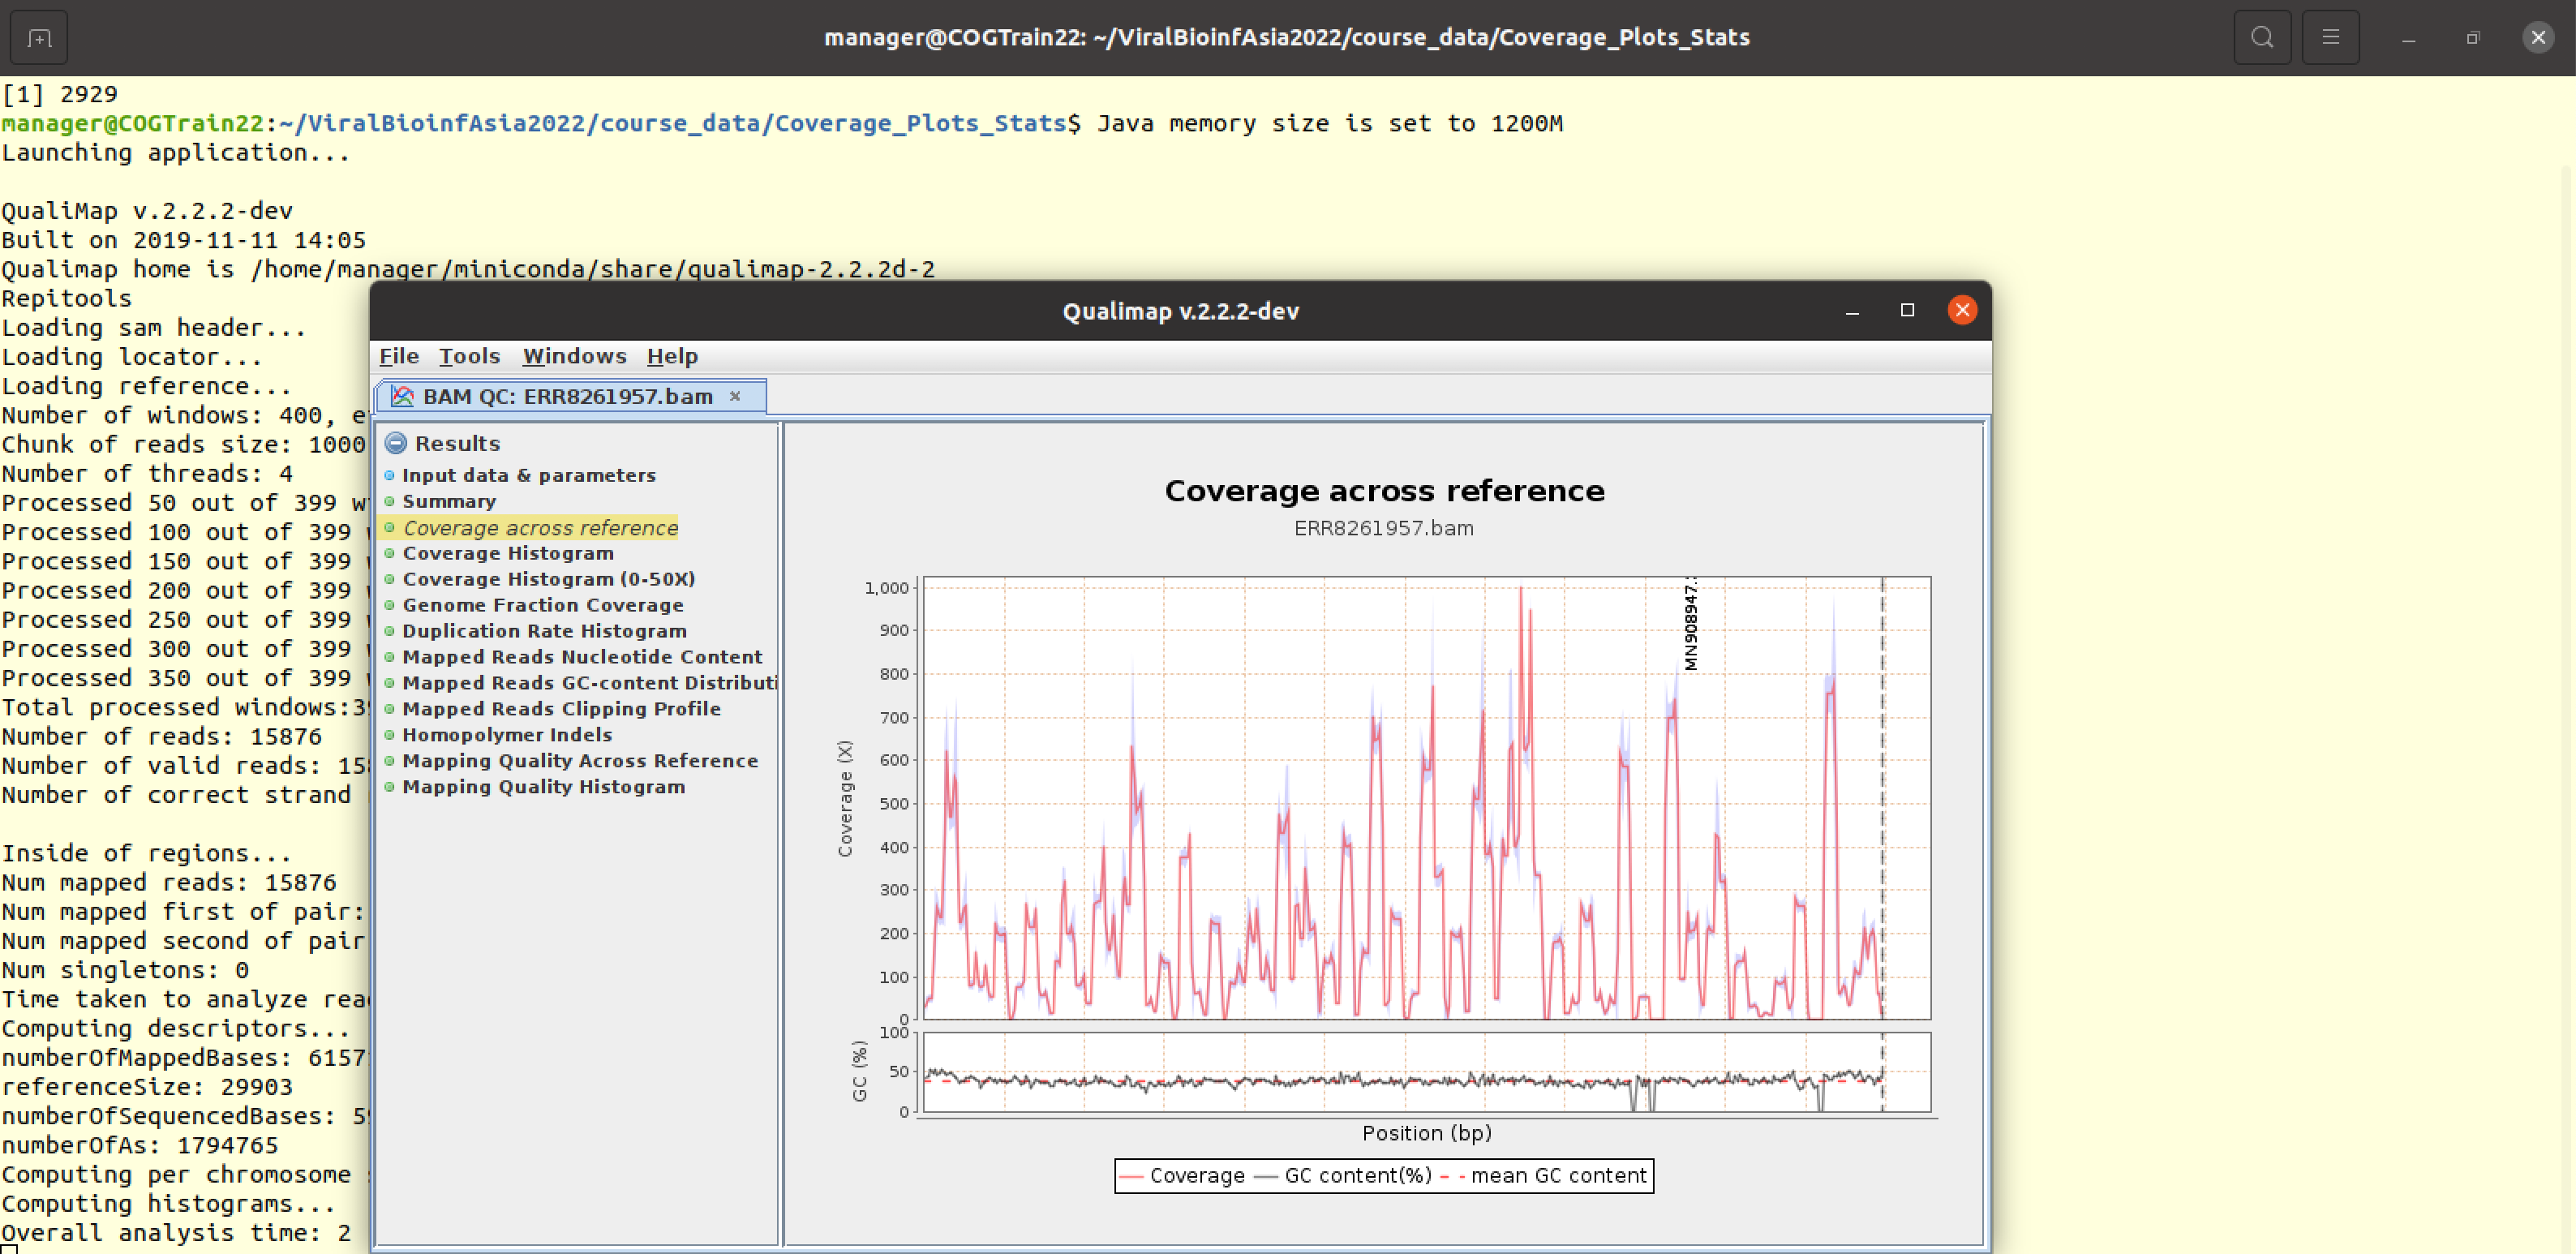 manager@COGTrain22: ~/ViralBioinfAsia2022/course_data/Coverage_Plots_Stats
[1] 2929
manager@COGTrain22:~/ViralBioinfAsia2022/course_data/Coverage_Plots_Stats$ Java memory size is set to 1200M
Launching application...
QualiMap v.2.2.2-dev
Built on 2019-11-11 14:05
Qualimap home is /home/manager/miniconda/share/qualimap-2.2.2d-2
Repitools
Loading sam header...
Loading locator...
Loading reference...
Number of windows: 400, e
Chunk of reads size: 1000
Number of threads: 4
Processed 50 out of 399 w
Processed 100 out of 399
Processed 150 out of 399
Processed 200 out of 399
Processed 250 out of 399
Processed 300 out of 399
Processed 350 out of 399
Total processed windows:39
Number of reads: 15876
Number of valid reads: 15
Number of correct strand
Inside of regions...
Num mapped reads: 15876
Num mapped first of pair:
Num mapped second of pair
Num singletons: 0
Time taken to analyze rea
Computing descriptors...
numberOfMappedBases: 6157
referenceSize: 29903
numberOfSequencedBases: 59
numberOfAs: 1794765
Computing per chromosome
Computing histograms...
Overall analysis time: 2
Qualimap v.2.2.2-dev
File Tools Windows Help
BAM QC: ERR8261957.bam ×
Results
Input data & parameters
Summary
Coverage across reference
Coverage Histogram
Coverage Histogram (0-50X)
Genome Fraction Coverage
Duplication Rate Histogram
Mapped Reads Nucleotide Content
Mapped Reads GC-content Distributi
Mapped Reads Clipping Profile
Homopolymer Indels
Mapping Quality Across Reference
Mapping Quality Histogram
Coverage across reference
ERR8261957.bam
Coverage (X)
1,000
900
800
700
600
500
400
300
200
100
0
MN908947.
GC (%)
100
50
0
Position (bp)
Coverage GC content(%) mean GC content